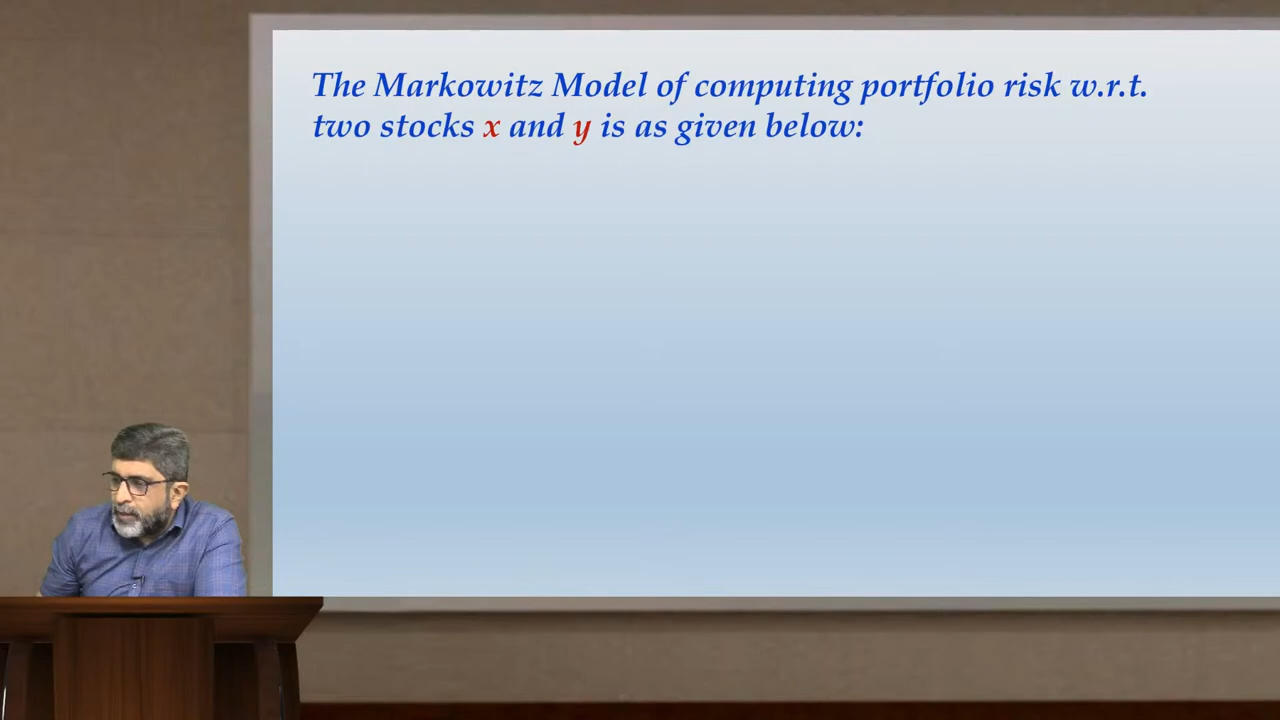 The Markowitz Model of computing portfolio risk w.r.t.
two stocks x and y is as given below: